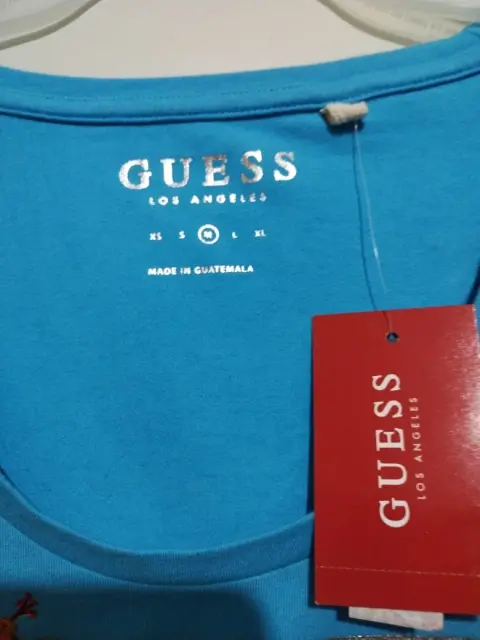 GUESS
LOS ANGELES
XS S M L XL
MADE IN GUATEMALA
GUESS
LOS ANGELES